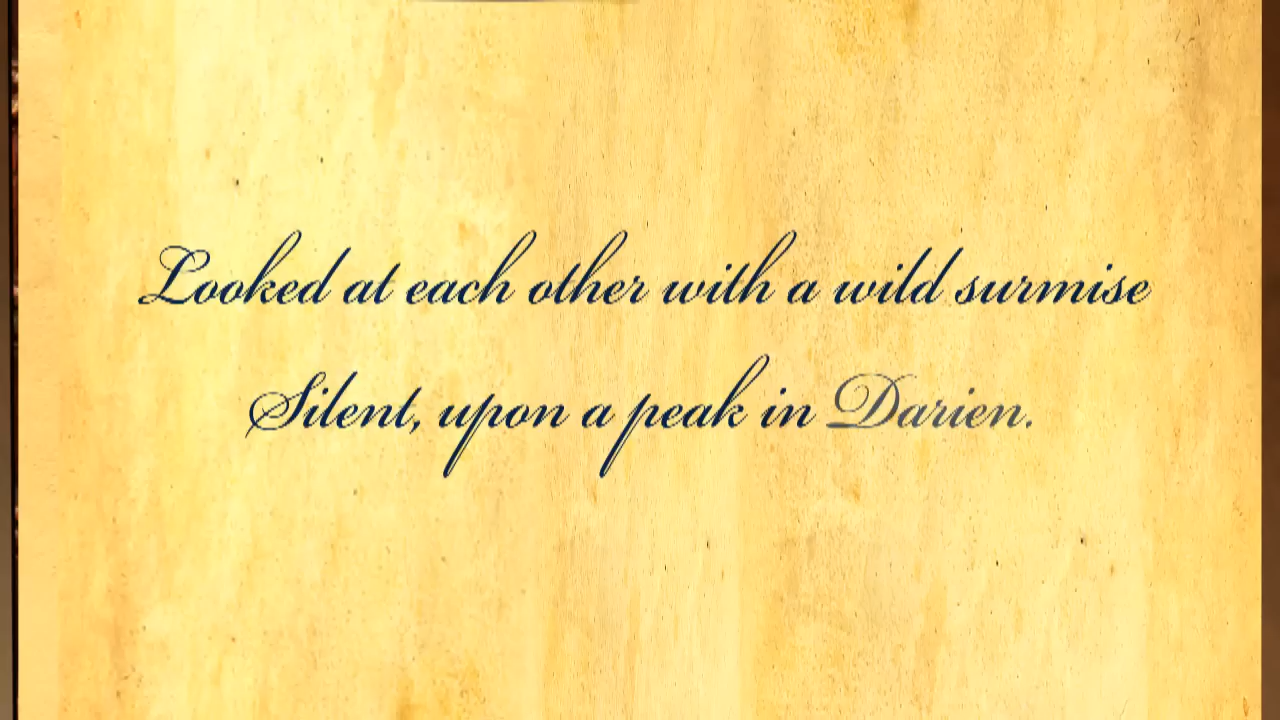 Looked at each other with a wild surmise
Silent, upon a peak in Darien.